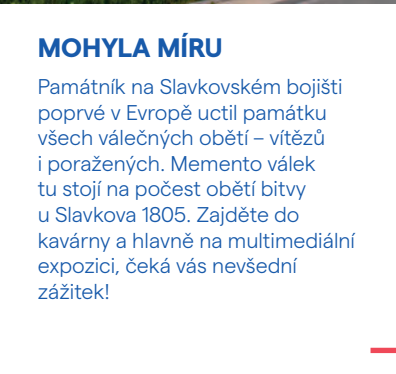 MOHYLA MÍRU
Památník na Slavkovském bojišti
poprvé v Evropě uctil památku
všech válečných obětí – vítězů
i poražených. Memento válek
tu stojí na počest obětí bitvy
u Slavkova 1805. Zajděte do
kavárny a hlavně na multimediální
expozici, čeká vás nevšední
zážitek!